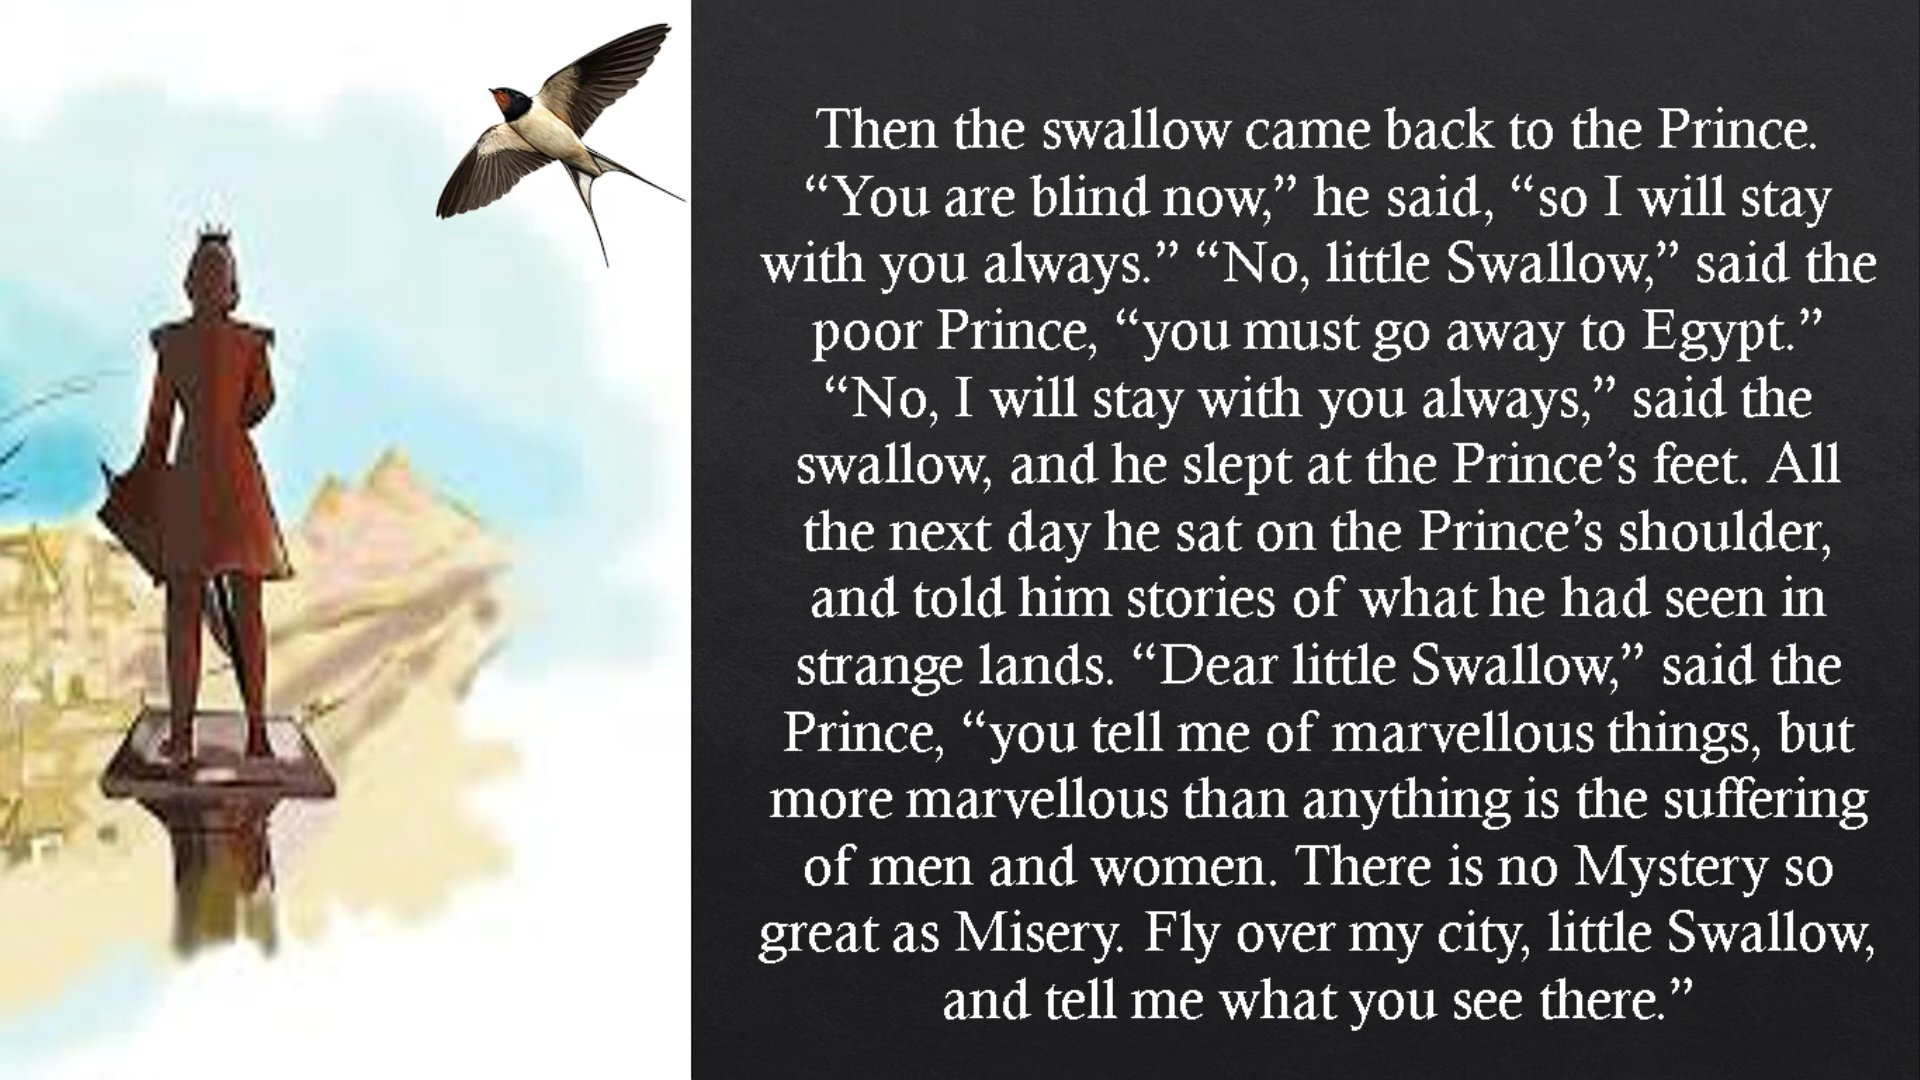 Then the swallow came back to the Prince.
“You are blind now,” he said, “so I will stay
with you always.” “No, little Swallow,” said the
poor Prince, “you must go away to Egypt.”
“No, I will stay with you always,” said the
swallow, and he slept at the Prince’s feet. All
the next day he sat on the Prince’s shoulder,
and told him stories of what he had seen in
strange lands. “Dear little Swallow,” said the
Prince, “you tell me of marvellous things, but
more marvellous than anything is the suffering
of men and women. There is no Mystery so
great as Misery. Fly over my city, little Swallow,
and tell me what you see there.”